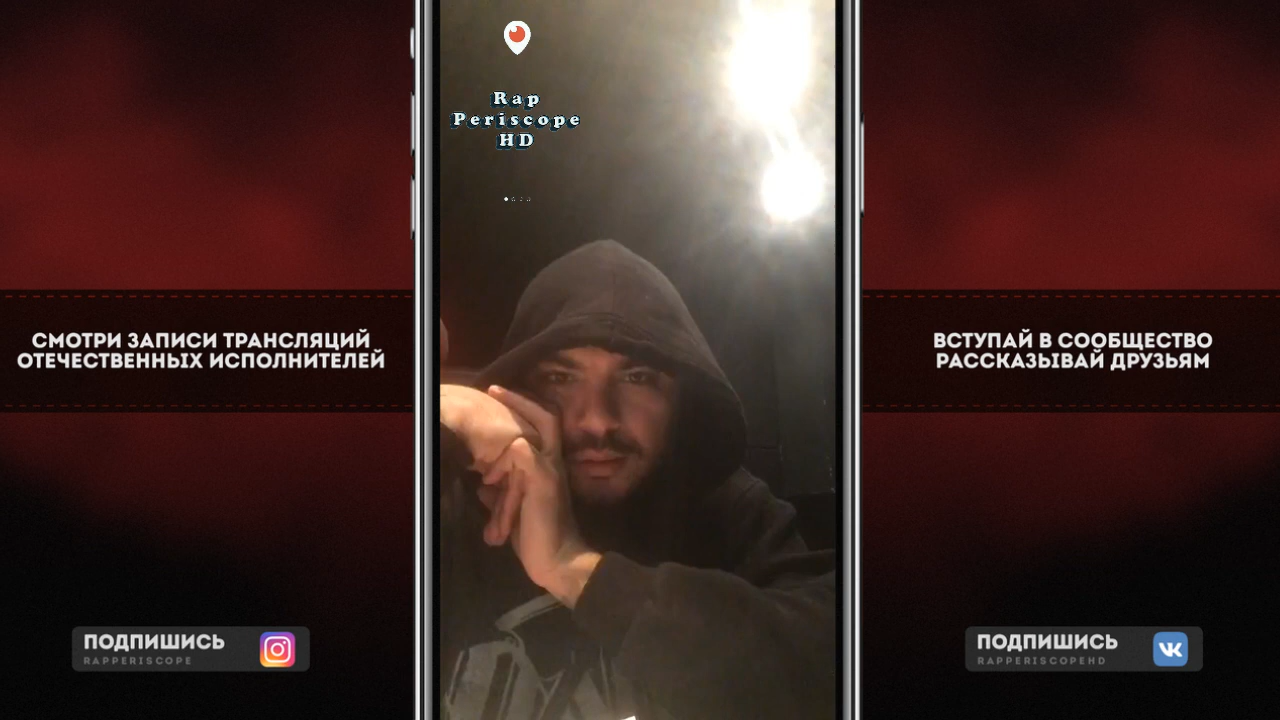 Rap
Periscope
HD
СМОТРИ ЗАПИСИ ТРАНСЛЯЦИЙ
ОТЕЧЕСТВЕННЫХ ИСПОЛНИТЕЛЕЙ
ВСТУПАЙ В СООБЩЕСТВО
РАССКАЗЫВАЙ ДРУЗЬЯМ
ПОДПИШИСЬ
RAPPERISCOPE
ПОДПИШИСЬ
RAPPERISCOPEHD